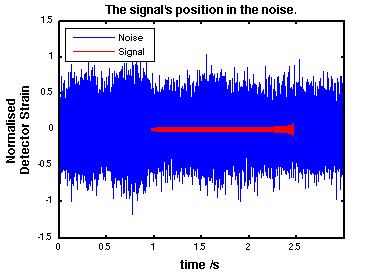 The signal's position in the noise.
Noise
Signal
Normalised
Detector Strain
1.5
1
0.5
0
-0.5
-1
-1.5
0 0.5 1 1.5 2 2.5
time /s